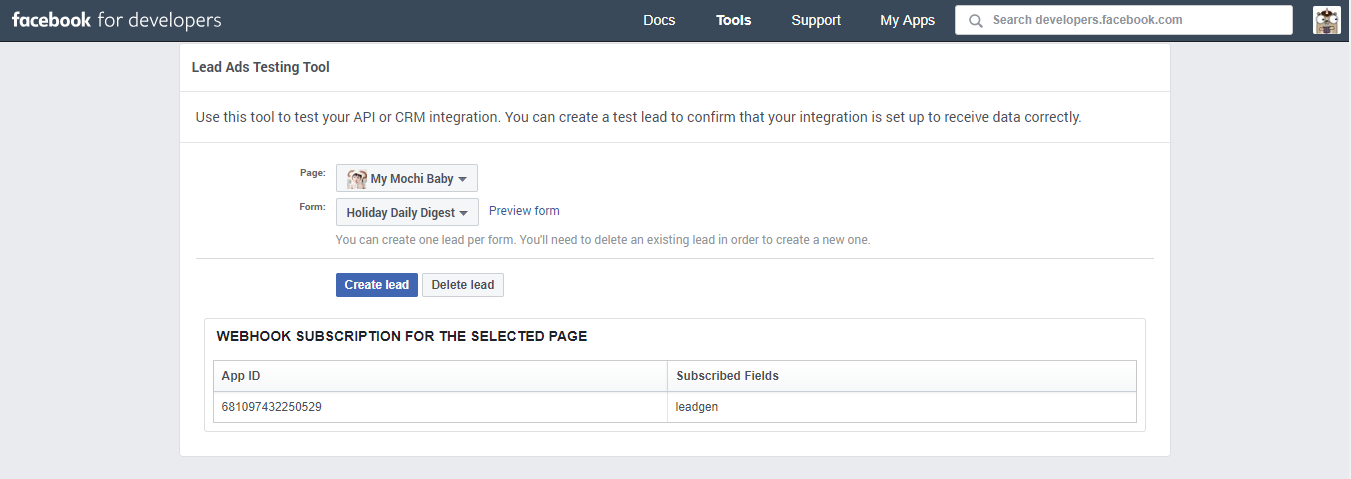 facebook for developers Docs Tools Support My Apps Search developers.facebook.com
Lead Ads Testing Tool
Use this tool to test your API or CRM integration. You can create a test lead to confirm that your integration is set up to receive data correctly.
Page: My Mochi Baby
Form: Holiday Daily Digest Preview form
You can create one lead per form. You'll need to delete an existing lead in order to create a new one.
Create lead Delete lead
WEBHOOK SUBSCRIPTION FOR THE SELECTED PAGE
App ID Subscribed Fields
681097432250529 leadgen